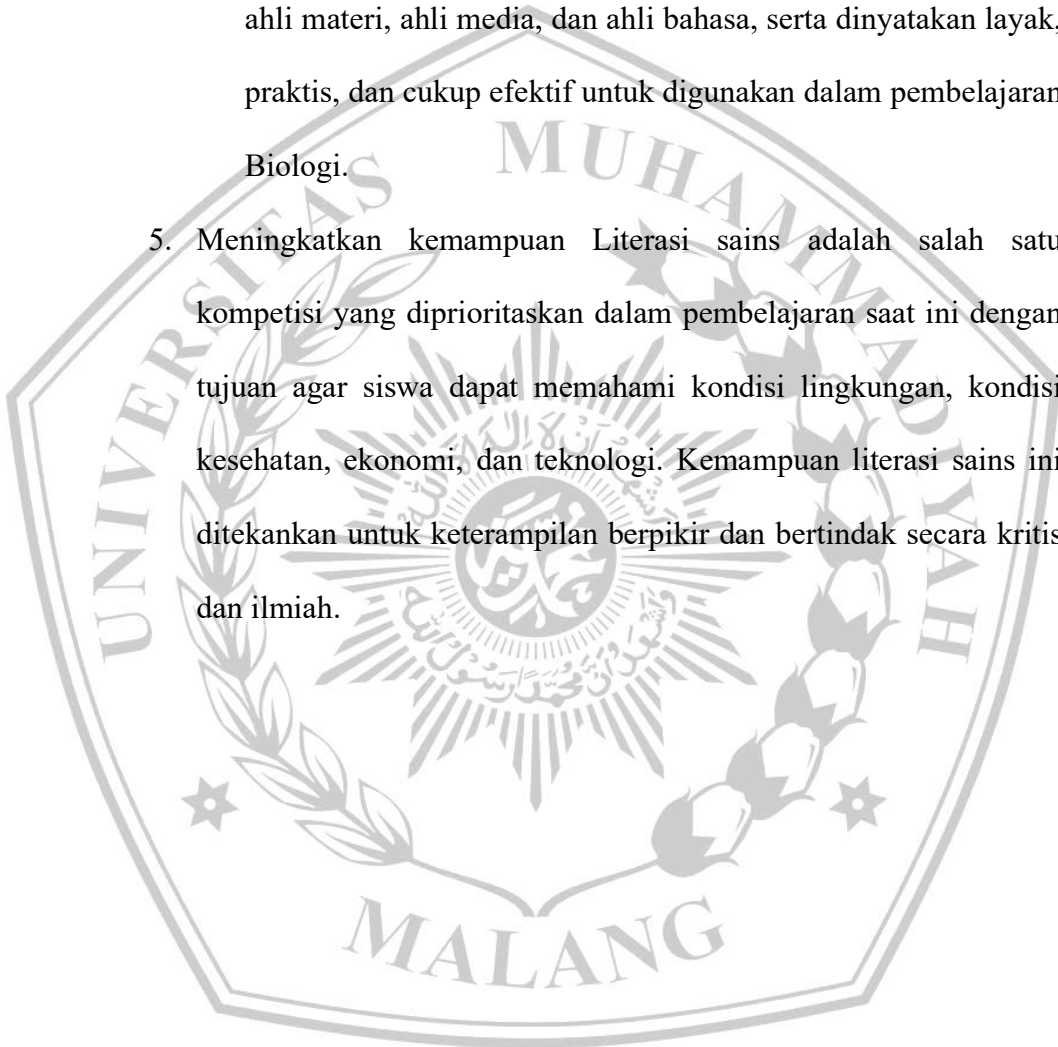 ahli materi, ahli media, dan ahli bahasa, serta dinyatakan layak,
praktis, dan cukup efektif untuk digunakan dalam pembelajaran
Biologi.
5. Meningkatkan kemampuan Literasi sains adalah salah satu
kompetisi yang diprioritaskan dalam pembelajaran saat ini dengan
tujuan agar siswa dapat memahami kondisi lingkungan, kondisi
kesehatan, ekonomi, dan teknologi. Kemampuan literasi sains ini
ditekankan untuk keterampilan berpikir dan bertindak secara kritis
dan ilmiah.
UNIVERSITAS MUHAMMADIYAH
MALANG